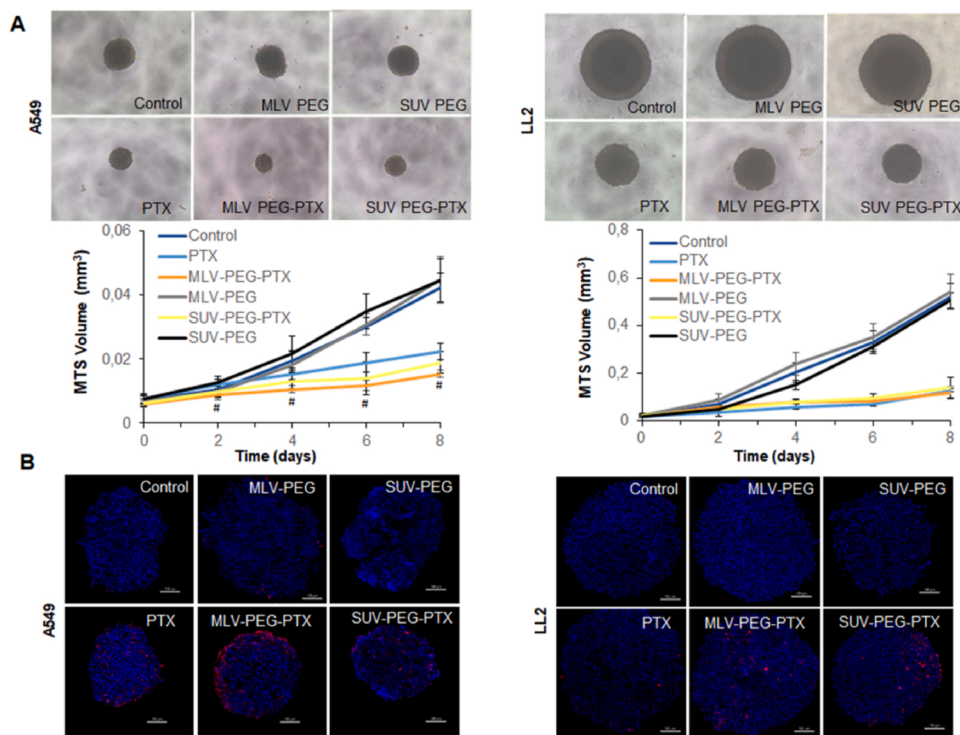 A
A549
Control
MLV PEG
SUV PEG
PTX
MLV PEG-PTX
SUV PEG-PTX
LL2
Control
MLV PEG
SUV PEG
PTX
MLV PEG-PTX
SUV PEG-PTX
MTS Volume (mm³)
0,06
0,04
0,02
0,00
Control
PTX
MLV-PEG-PTX
MLV-PEG
SUV-PEG-PTX
SUV-PEG
# # # #
0 2 4 6 8
Time (days)
MTS Volume (mm³)
0,8
0,6
0,4
0,2
0
Control
PTX
MLV-PEG-PTX
MLV-PEG
SUV-PEG-PTX
SUV-PEG
0 2 4 6 8
Time (days)
B
A549
Control
MLV-PEG
SUV-PEG
PTX
MLV-PEG-PTX
SUV-PEG-PTX
LL2
Control
MLV-PEG
SUV-PEG
PTX
MLV-PEG-PTX
SUV-PEG-PTX